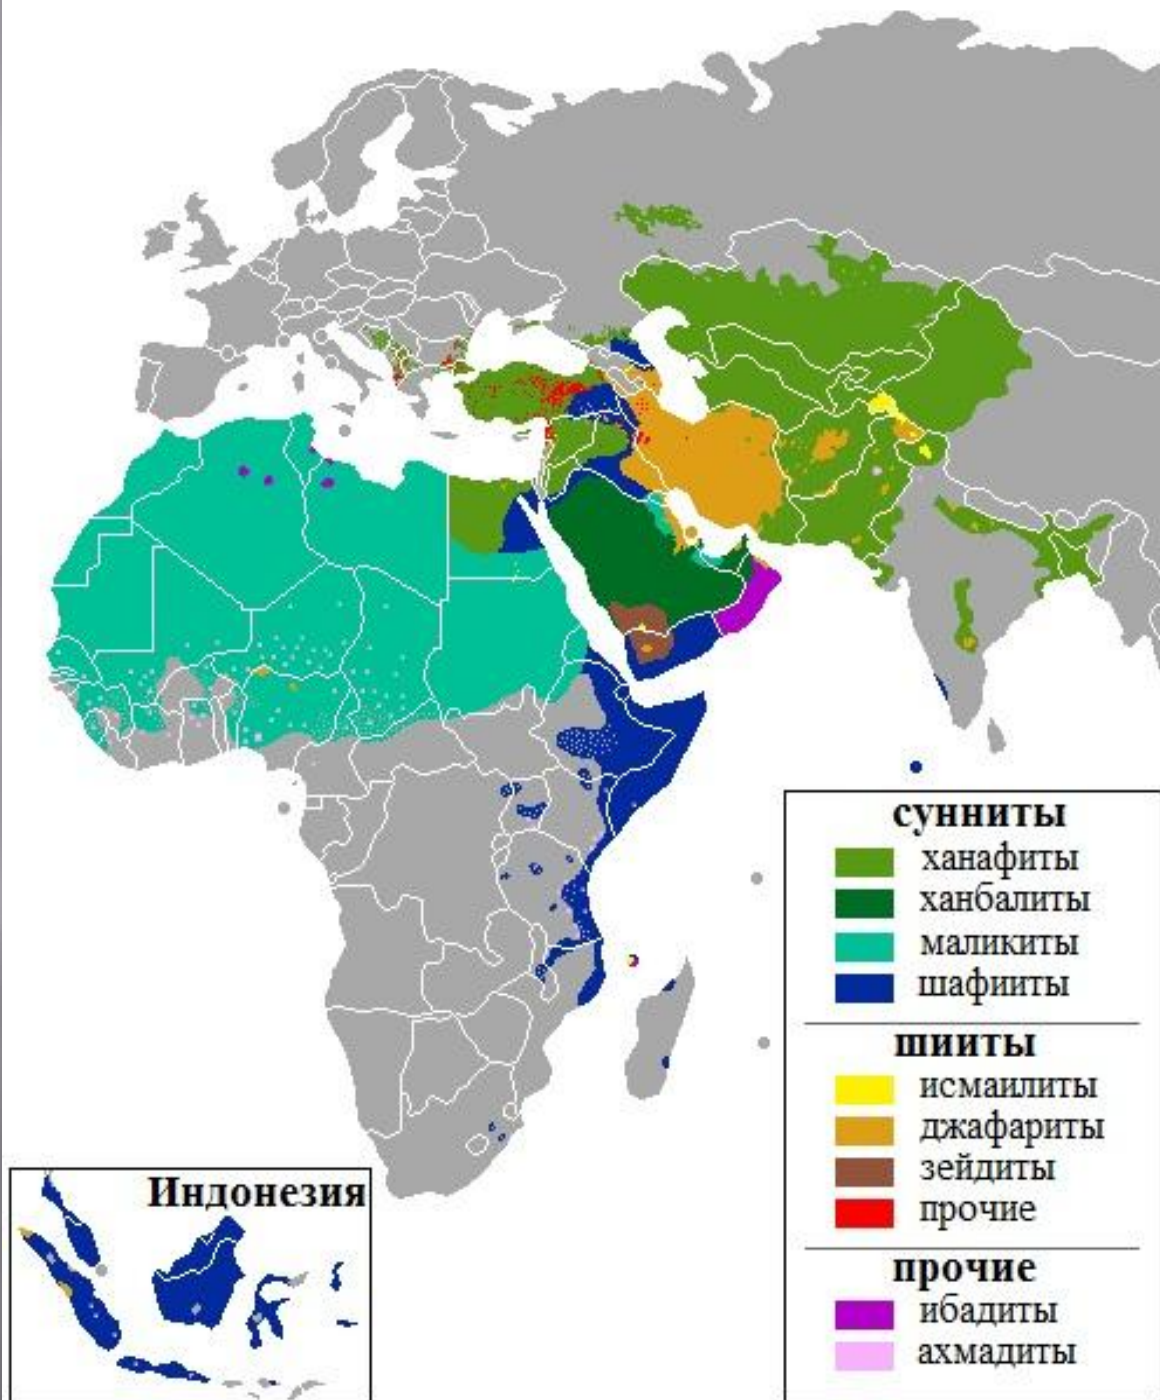 сунниты
ханафиты
ханбалиты
маликиты
шафииты
шииты
исмаилиты
джафариты
зейдиты
прочие
прочие
ибадиты
ахмадиты
Индонезия